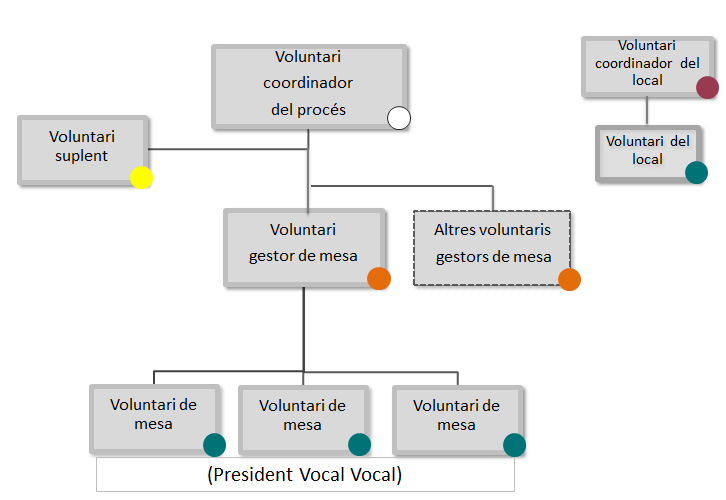 Voluntari
coordinador
del procés
Voluntari
coordinador del
local
Voluntari del
local
Voluntari
suplent
Voluntari
gestor de mesa
Altres voluntaris
gestors de mesa
Voluntari de
mesa
Voluntari de
mesa
Voluntari de
mesa
(President Vocal Vocal)